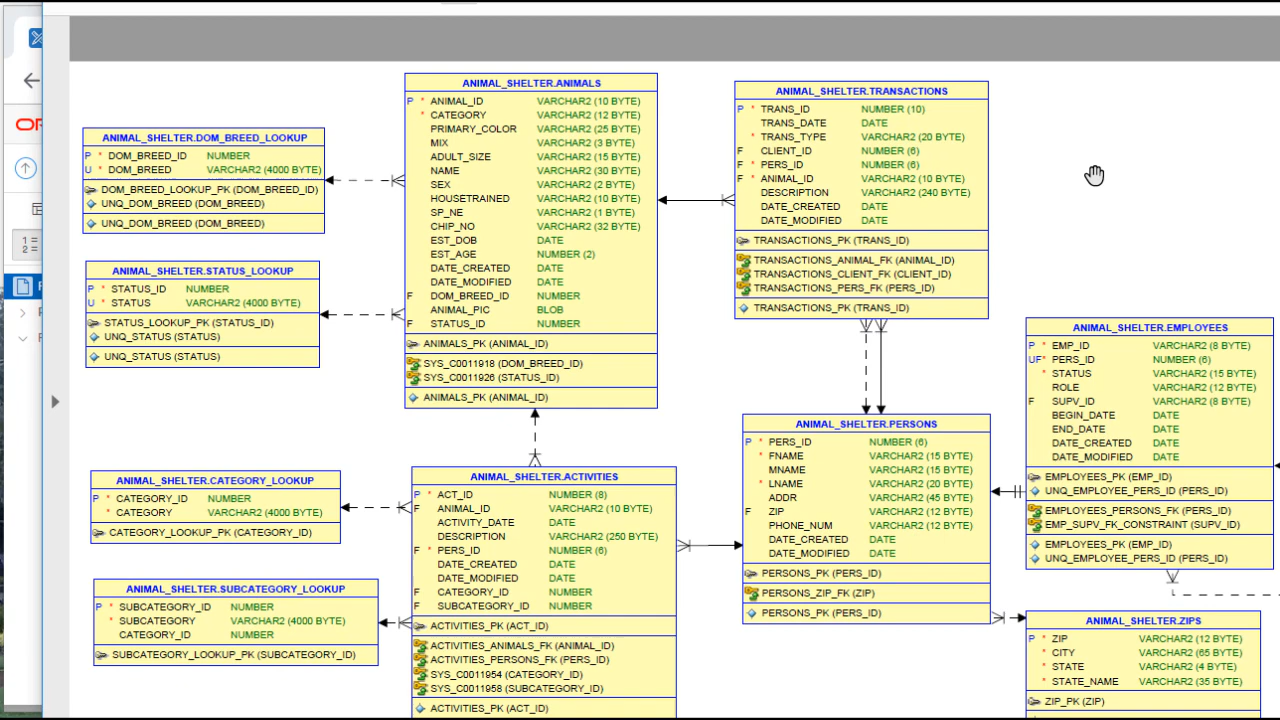 ANIMAL_SHELTER.DOM_BREED_LOOKUP
P * DOM_BREED_ID NUMBER
U * DOM_BREED VARCHAR2 (4000 BYTE)
DOM_BREED_LOOKUP_PK (DOM_BREED_ID)
UNQ_DOM_BREED (DOM_BREED)
UNQ_DOM_BREED (DOM_BREED)
ANIMAL_SHELTER.STATUS_LOOKUP
P * STATUS_ID NUMBER
U * STATUS VARCHAR2 (4000 BYTE)
STATUS_LOOKUP_PK (STATUS_ID)
UNQ_STATUS (STATUS)
UNQ_STATUS (STATUS)
ANIMAL_SHELTER.CATEGORY_LOOKUP
P * CATEGORY_ID NUMBER
* CATEGORY VARCHAR2 (4000 BYTE)
CATEGORY_LOOKUP_PK (CATEGORY_ID)
ANIMAL_SHELTER.SUBCATEGORY_LOOKUP
P * SUBCATEGORY_ID NUMBER
* SUBCATEGORY VARCHAR2 (4000 BYTE)
CATEGORY_ID NUMBER
SUBCATEGORY_LOOKUP_PK (SUBCATEGORY_ID)
ANIMAL_SHELTER.ANIMALS
P * ANIMAL_ID VARCHAR2 (10 BYTE)
* CATEGORY VARCHAR2 (12 BYTE)
PRIMARY_COLOR VARCHAR2 (25 BYTE)
MIX VARCHAR2 (3 BYTE)
ADULT_SIZE VARCHAR2 (15 BYTE)
NAME VARCHAR2 (30 BYTE)
SEX VARCHAR2 (2 BYTE)
HOUSETRAINED VARCHAR2 (10 BYTE)
SP_NE VARCHAR2 (1 BYTE)
CHIP_NO VARCHAR2 (32 BYTE)
EST_DOB DATE
EST_AGE NUMBER (2)
DATE_CREATED DATE
DATE_MODIFIED DATE
F DOM_BREED_ID NUMBER
ANIMAL_PIC BLOB
F STATUS_ID NUMBER
ANIMALS_PK (ANIMAL_ID)
SYS_C0011918 (DOM_BREED_ID)
SYS_C0011926 (STATUS_ID)
ANIMALS_PK (ANIMAL_ID)
ANIMAL_SHELTER.ACTIVITIES
P * ACT_ID NUMBER (8)
F ANIMAL_ID VARCHAR2 (10 BYTE)
ACTIVITY_DATE DATE
DESCRIPTION VARCHAR2 (250 BYTE)
F * PERS_ID NUMBER (6)
DATE_CREATED DATE
DATE_MODIFIED DATE
F CATEGORY_ID NUMBER
F SUBCATEGORY_ID NUMBER
ACTIVITIES_PK (ACT_ID)
ACTIVITIES_ANIMALS_FK (ANIMAL_ID)
ACTIVITIES_PERSONS_FK (PERS_ID)
SYS_C0011954 (CATEGORY_ID)
SYS_C0011958 (SUBCATEGORY_ID)
ACTIVITIES_PK (ACT_ID)
ANIMAL_SHELTER.TRANSACTIONS
P * TRANS_ID NUMBER (10)
TRANS_DATE DATE
* TRANS_TYPE VARCHAR2 (20 BYTE)
F CLIENT_ID NUMBER (6)
F * PERS_ID NUMBER (6)
F * ANIMAL_ID VARCHAR2 (10 BYTE)
DESCRIPTION VARCHAR2 (240 BYTE)
DATE_CREATED DATE
DATE_MODIFIED DATE
TRANSACTIONS_PK (TRANS_ID)
TRANSACTIONS_ANIMAL_FK (ANIMAL_ID)
TRANSACTIONS_CLIENT_FK (CLIENT_ID)
TRANSACTIONS_PERS_FK (PERS_ID)
TRANSACTIONS_PK (TRANS_ID)
ANIMAL_SHELTER.PERSONS
P * PERS_ID NUMBER (6)
* FNAME VARCHAR2 (15 BYTE)
MNAME VARCHAR2 (15 BYTE)
* LNAME VARCHAR2 (20 BYTE)
ADDR VARCHAR2 (45 BYTE)
F ZIP VARCHAR2 (12 BYTE)
PHONE_NUM VARCHAR2 (12 BYTE)
DATE_CREATED DATE
DATE_MODIFIED DATE
PERSONS_PK (PERS_ID)
PERSONS_ZIP_FK (ZIP)
PERSONS_PK (PERS_ID)
ANIMAL_SHELTER.EMPLOYEES
P * EMP_ID VARCHAR2 (8 BYTE)
UF* PERS_ID NUMBER (6)
* STATUS VARCHAR2 (15 BYTE)
ROLE VARCHAR2 (12 BYTE)
F SUPV_ID VARCHAR2 (8 BYTE)
BEGIN_DATE DATE
END_DATE DATE
DATE_CREATED DATE
DATE_MODIFIED DATE
EMPLOYEES_PK (EMP_ID)
UNQ_EMPLOYEE_PERS_ID (PERS_ID)
EMPLOYEES_PERSONS_FK (PERS_ID)
EMP_SUPV_FK_CONSTRAINT (SUPV_ID)
EMPLOYEES_PK (EMP_ID)
UNQ_EMPLOYEE_PERS_ID (PERS_ID)
ANIMAL_SHELTER.ZIPS
P * ZIP VARCHAR2 (12 BYTE)
* CITY VARCHAR2 (65 BYTE)
* STATE VARCHAR2 (4 BYTE)
* STATE_NAME VARCHAR2 (35 BYTE)
ZIP_PK (ZIP)